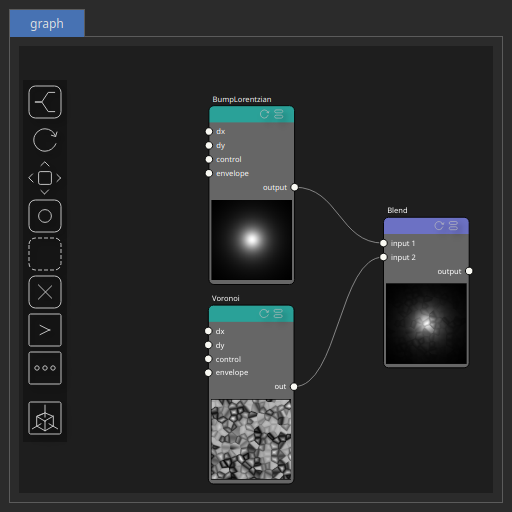 graph
BumpLorentzian
dx
dy
control
envelope
output
Blend
input 1
input 2
output
Voronoi
dx
dy
control
envelope
out